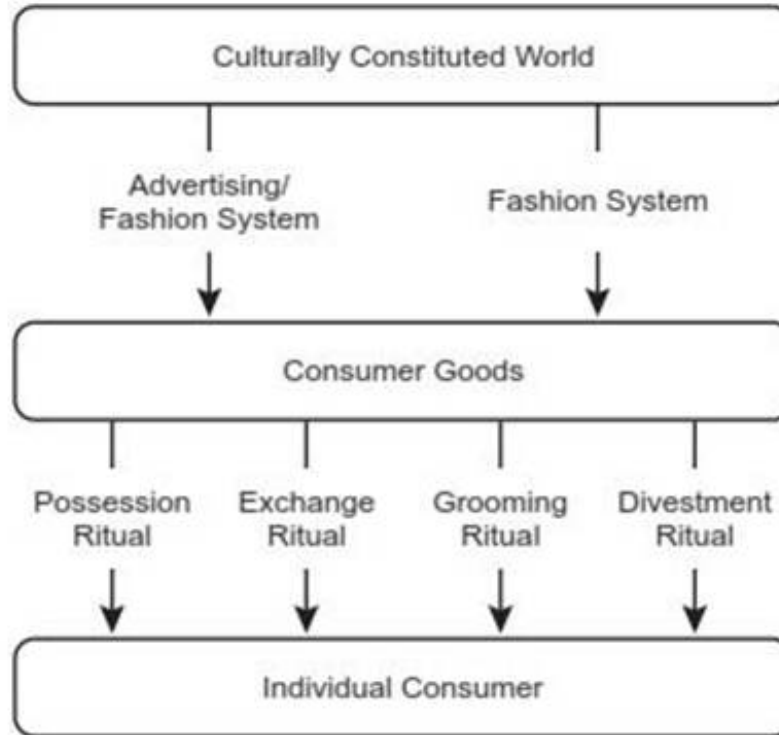 Culturally Constituted World
Advertising/
Fashion System
Fashion System
Consumer Goods
Possession
Ritual
Exchange
Ritual
Grooming
Ritual
Divestment
Ritual
Individual Consumer